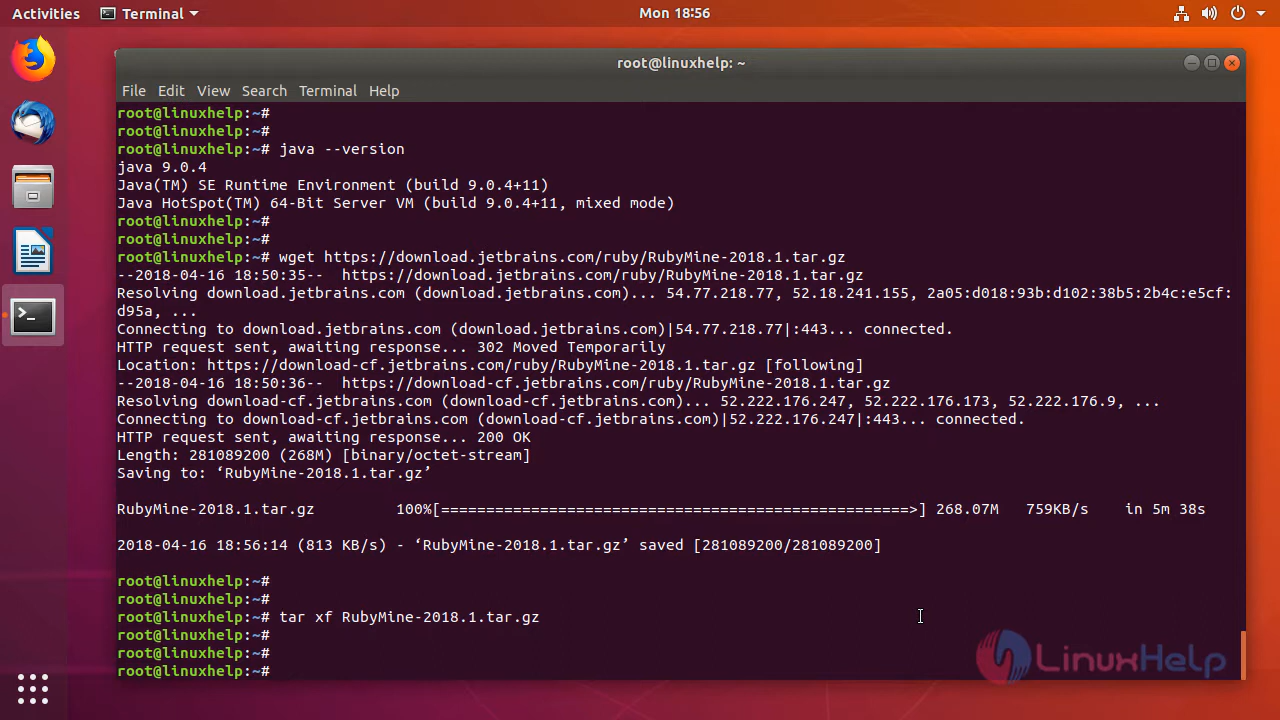 Activities
Terminal
Mon 18:56
root@linuxhelp: ~
File Edit View Search Terminal Help
root@linuxhelp:~#
root@linuxhelp:~#
root@linuxhelp:~# java --version
java 9.0.4
Java(TM) SE Runtime Environment (build 9.0.4+11)
Java HotSpot(TM) 64-Bit Server VM (build 9.0.4+11, mixed mode)
root@linuxhelp:~#
root@linuxhelp:~#
root@linuxhelp:~# wget https://download.jetbrains.com/ruby/RubyMine-2018.1.tar.gz
--2018-04-16 18:50:35--  https://download.jetbrains.com/ruby/RubyMine-2018.1.tar.gz
Resolving download.jetbrains.com (download.jetbrains.com)... 54.77.218.77, 52.18.241.155, 2a05:d018:93b:d102:38b5:2b4c:e5cf:
d95a, ...
Connecting to download.jetbrains.com (download.jetbrains.com)|54.77.218.77|:443... connected.
HTTP request sent, awaiting response... 302 Moved Temporarily
Location: https://download-cf.jetbrains.com/ruby/RubyMine-2018.1.tar.gz [following]
--2018-04-16 18:50:36--  https://download-cf.jetbrains.com/ruby/RubyMine-2018.1.tar.gz
Resolving download-cf.jetbrains.com (download-cf.jetbrains.com)... 52.222.176.247, 52.222.176.173, 52.222.176.9, ...
Connecting to download-cf.jetbrains.com (download-cf.jetbrains.com)|52.222.176.247|:443... connected.
HTTP request sent, awaiting response... 200 OK
Length: 281089200 (268M) [binary/octet-stream]
Saving to: ‘RubyMine-2018.1.tar.gz’
RubyMine-2018.1.tar.gz 100%[====================================================>] 268.07M 759KB/s in 5m 38s
2018-04-16 18:56:14 (813 KB/s) - ‘RubyMine-2018.1.tar.gz’ saved [281089200/281089200]
root@linuxhelp:~#
root@linuxhelp:~#
root@linuxhelp:~# tar xf RubyMine-2018.1.tar.gz
root@linuxhelp:~#
root@linuxhelp:~#
root@linuxhelp:~#
LinuxHelp